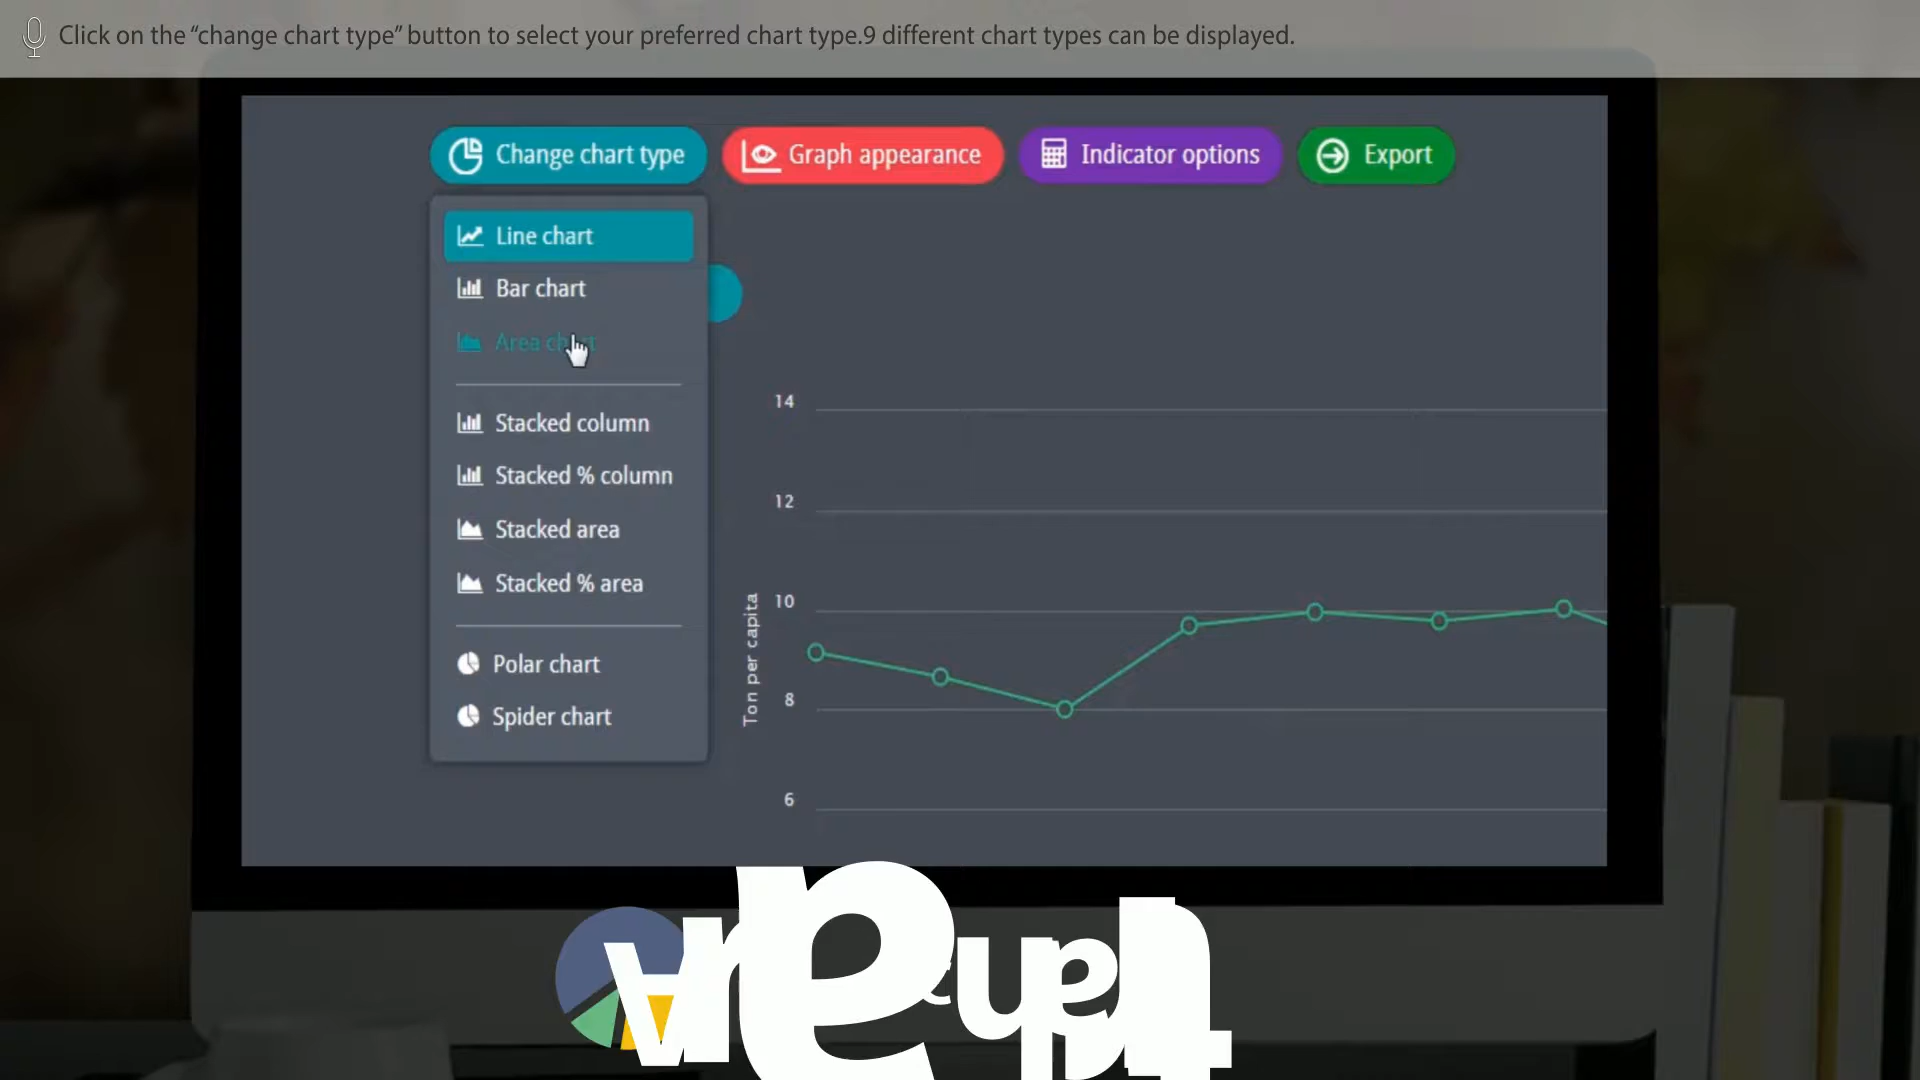 Click on the “change chart type” button to select your preferred chart type.9 different chart types can be displayed.
Change chart type
Graph appearance
Indicator options
Export
Line chart
Bar chart
Area chart
Stacked column
Stacked % column
Stacked area
Stacked % area
Polar chart
Spider chart
14
12
10
8
6
Ton per capita